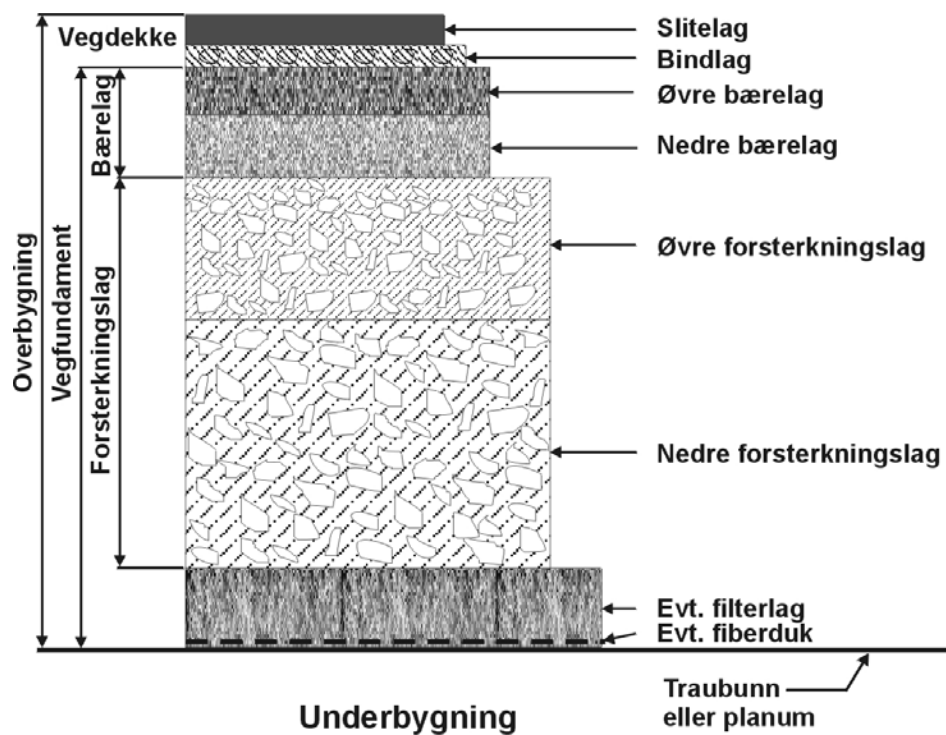 Vegdekke
Slitelag
Bindlag
Øvre bærelag
Nedre bærelag
Øvre forsterkningslag
Nedre forsterkningslag
Evt. filterlag
Evt. fiberduk
Traubunn
eller planum
Overbygning
Vegfundament
Bærelag
Forsterkningslag
Underbygning